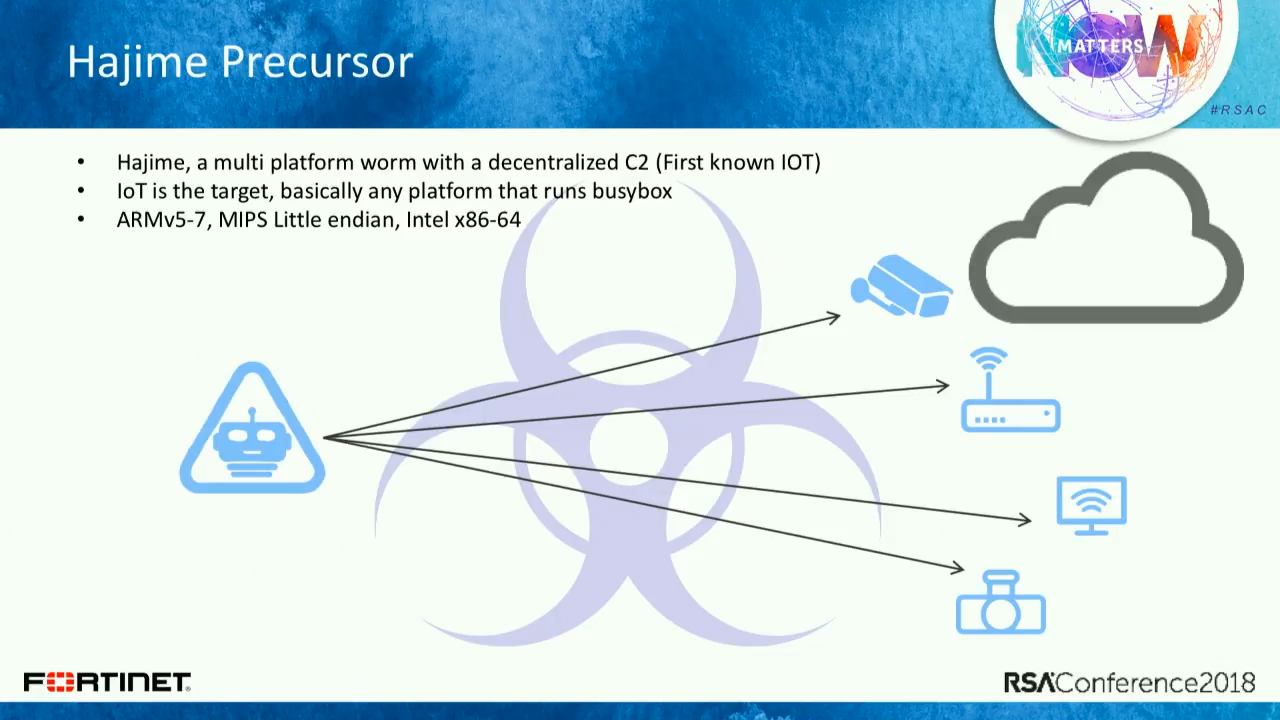 Hajime Precursor
NOW
MATTERS
#RSAC
• Hajime, a multi platform worm with a decentralized C2 (First known IOT)
• IoT is the target, basically any platform that runs busybox
• ARMv5-7, MIPS Little endian, Intel x86-64
FORTINET
RSAConference2018